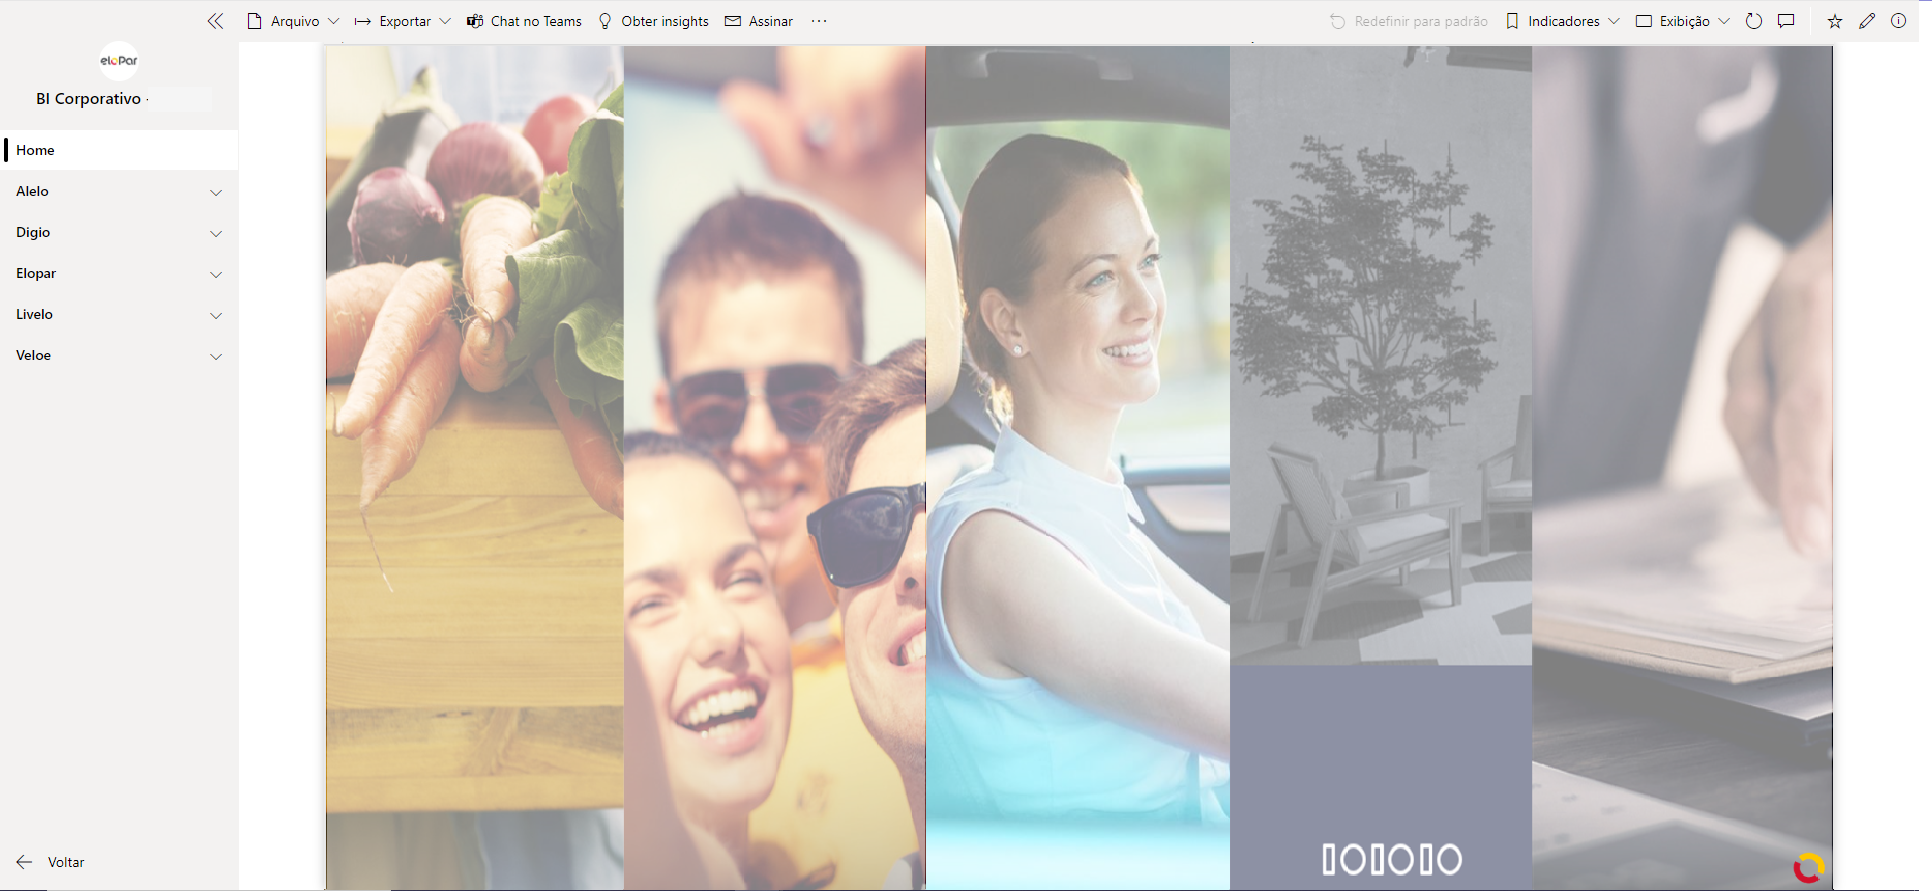 Arquivo Exportar Chat no Teams Obter insights Assinar ... Redefinir para padrão Indicadores Exibição
eloPar
BI Corporativo -
Home
Alelo
Digio
Elopar
Livelo
Veloe
Voltar